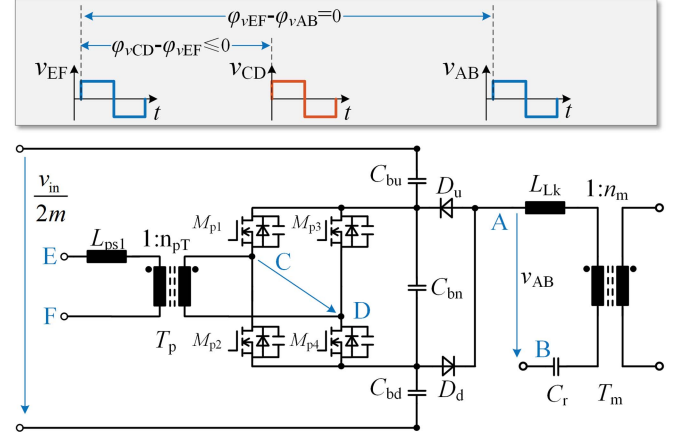 φvEF-φvAB=0
φvCD-φvEF≤0
vEF
vCD
vAB
t
t
t
vin
2m
Cbu
Du
LLk
1:nm
Mp1
Mp3
A
Lps1
1:npT
E
C
Cbn
vAB
F
D
Tp
Mp2
Mp4
B
Cbd
Dd
Cr
Tm